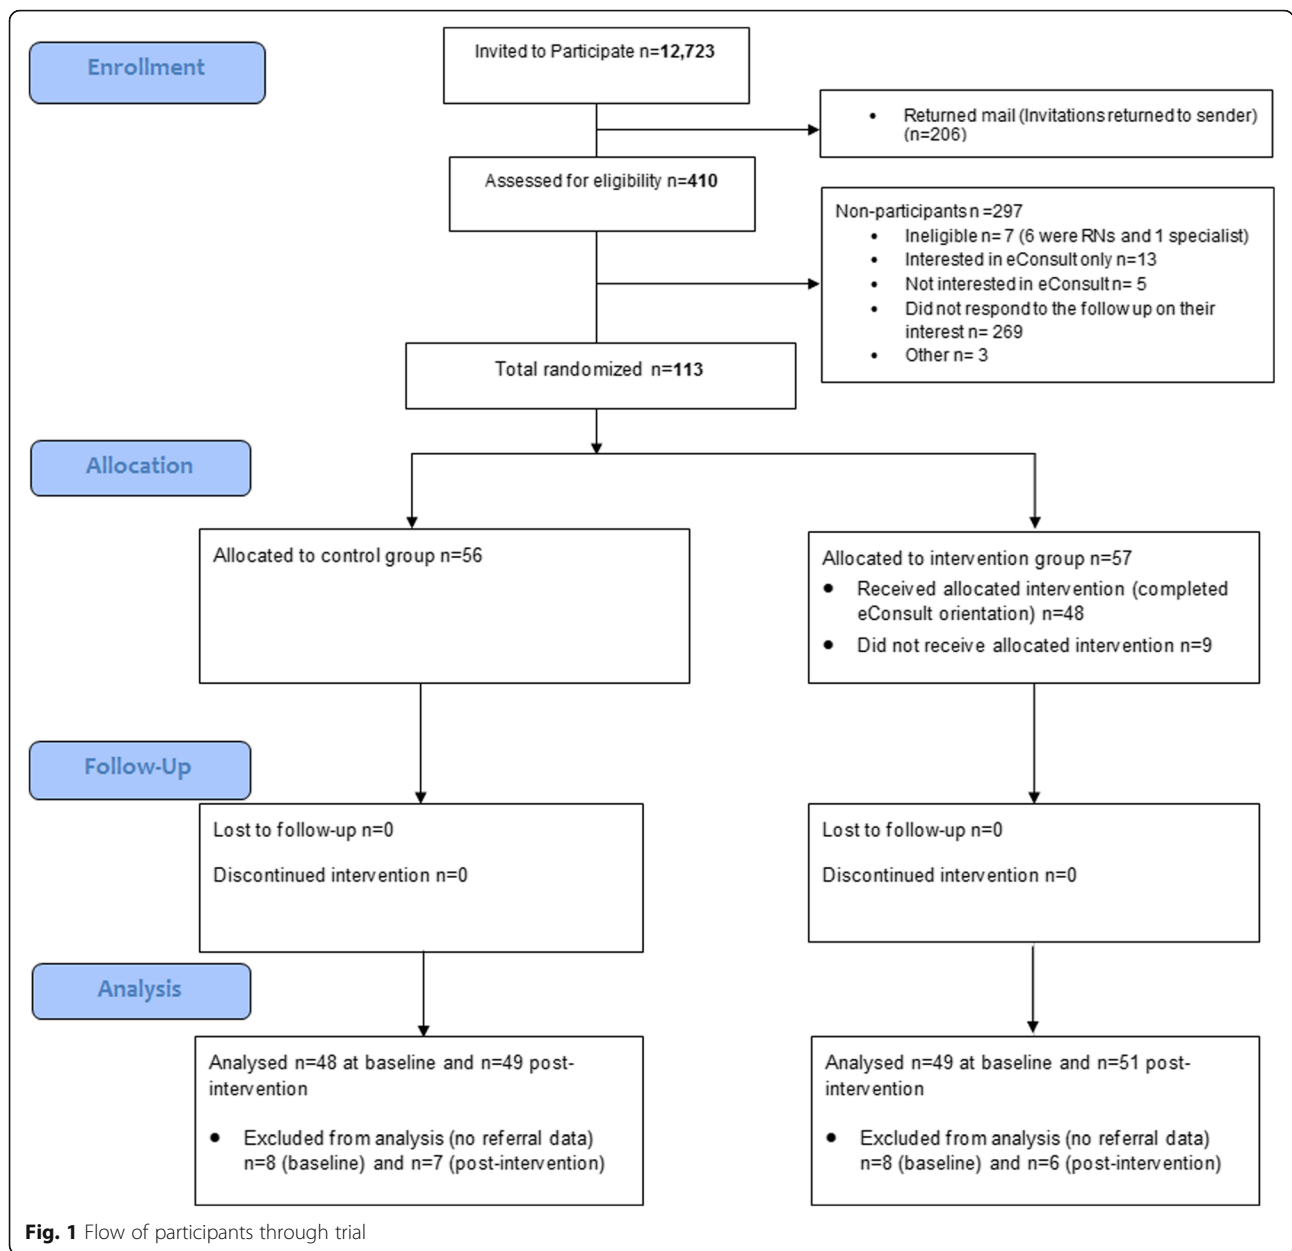 Enrollment
Invited to Participate n=12,723
• Returned mail (Invitations returned to sender)
(n=206)
Assessed for eligibility n=410
Non-participants n =297
• Ineligible n= 7 (6 were RNs and 1 specialist)
• Interested in eConsult only n=13
• Not interested in eConsult n= 5
• Did not respond to the follow up on their
interest n= 269
• Other n= 3
Total randomized n=113
Allocation
Allocated to control group n=56
Allocated to intervention group n=57
• Received allocated intervention (completed
eConsult orientation) n=48
• Did not receive allocated intervention n=9
Follow-Up
Lost to follow-up n=0
Discontinued intervention n=0
Lost to follow-up n=0
Discontinued intervention n=0
Analysis
Analysed n=48 at baseline and n=49 post-
intervention
• Excluded from analysis (no referral data)
n=8 (baseline) and n=7 (post-intervention)
Analysed n=49 at baseline and n=51 post-
intervention
• Excluded from analysis (no referral data)
n=8 (baseline) and n=6 (post-intervention)
Fig. 1 Flow of participants through trial